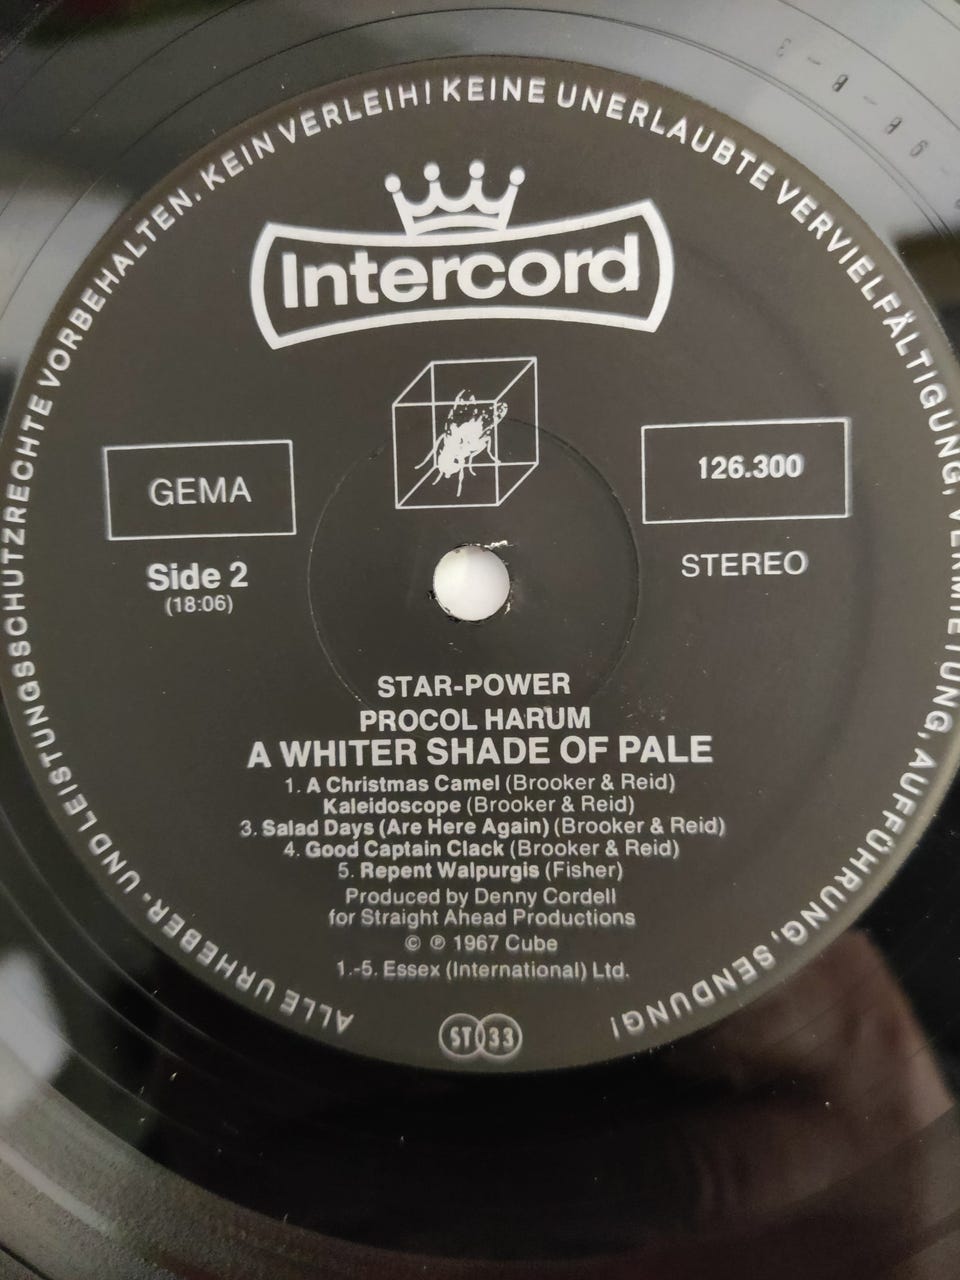 ALLE URHEBER- UND LEISTUNGSSCHUTZRECHTE VORBEHALTEN. KEIN VERLEIH! KEINE UNERLAUBTE VERVIELFÄLTIGUNG, VERMIETUNG, AUFFÜHRUNG, SENDUNG!
Intercord
GEMA
126.300
Side 2
(18:06)
STEREO
STAR-POWER
PROCOL HARUM
A WHITER SHADE OF PALE
1. A Christmas Camel (Brooker & Reid)
Kaleidoscope (Brooker & Reid)
3. Salad Days (Are Here Again) (Brooker & Reid)
4. Good Captain Clack (Brooker & Reid)
5. Repent Walpurgis (Fisher)
Produced by Denny Cordell
for Straight Ahead Productions
© ℗ 1967 Cube
1.-5. Essex (International) Ltd.
ST 33